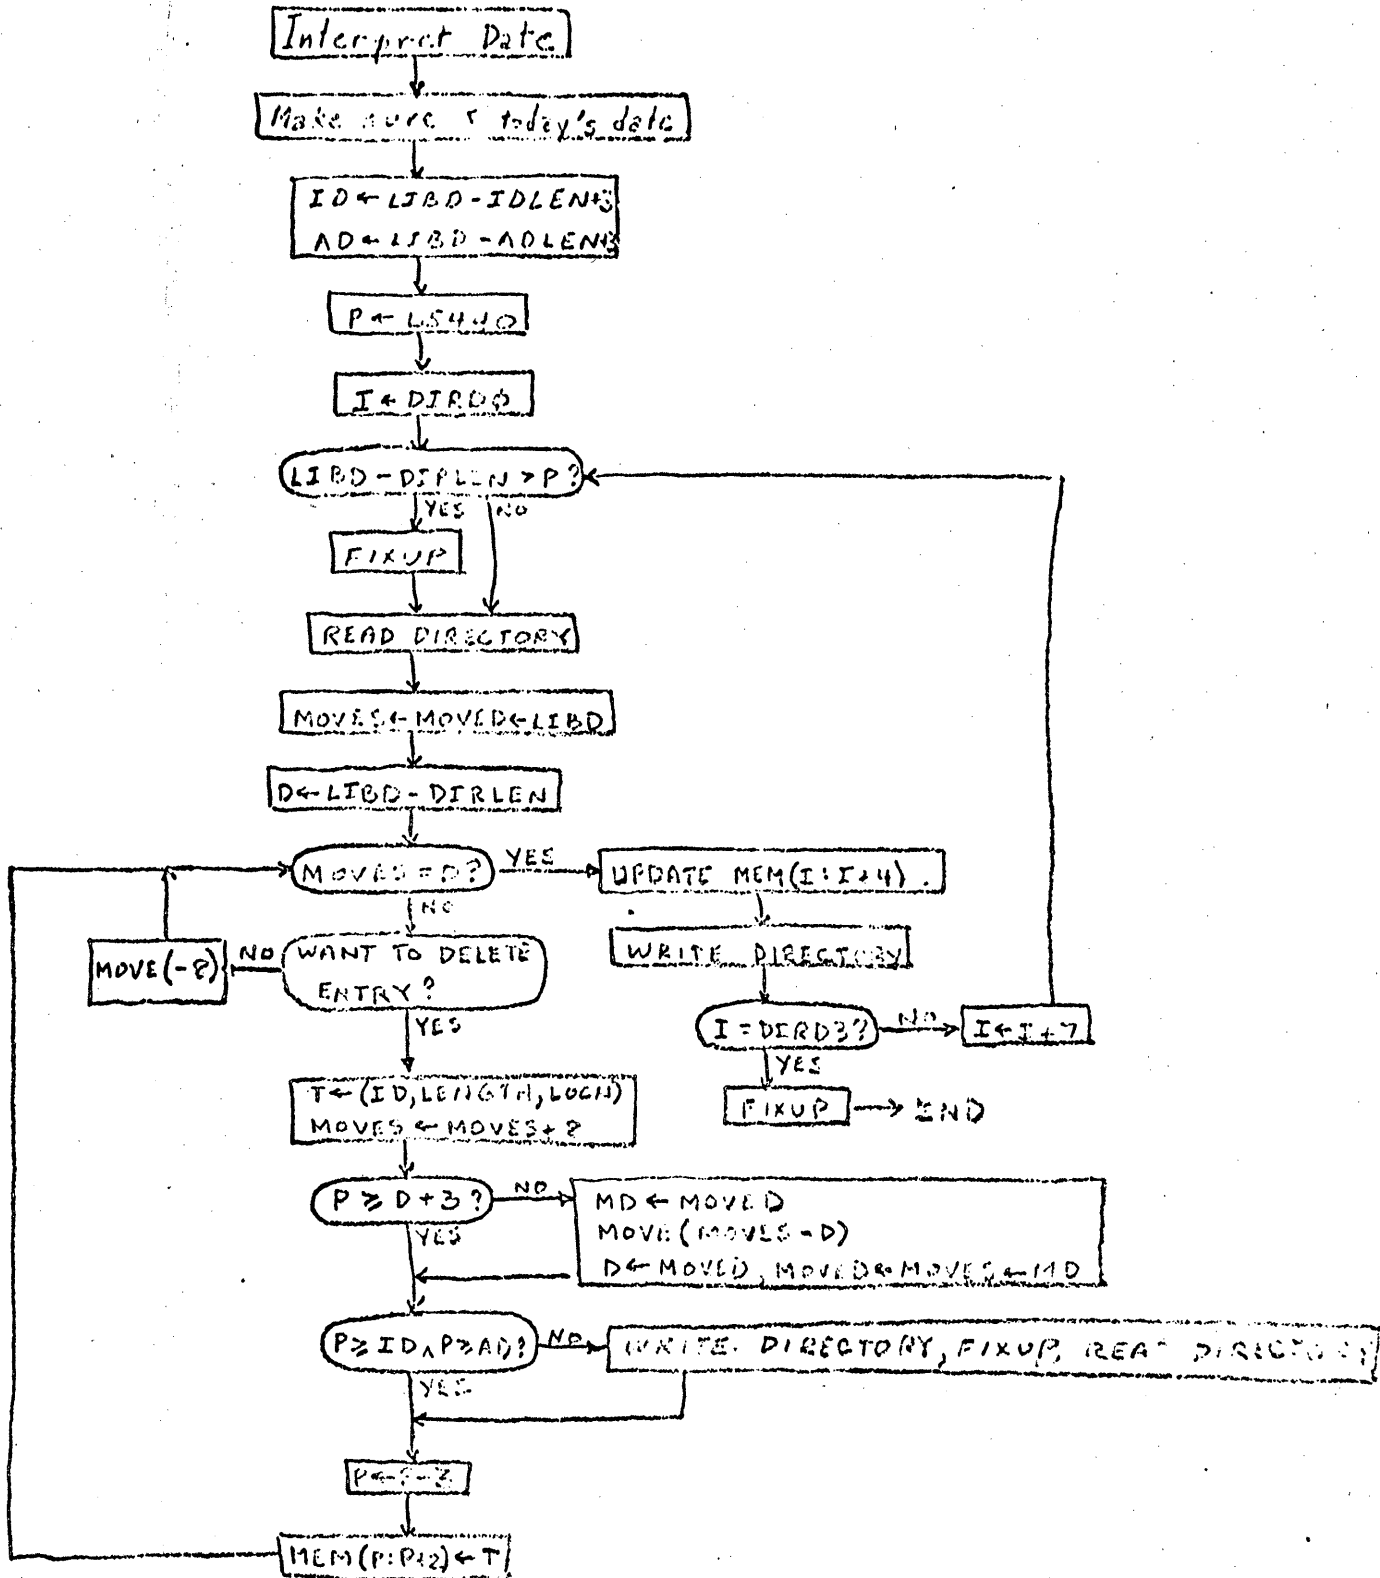 Interpret Date
Make sure < today's date
ID ← LIBD - IDLEN+3
AD ← LIBD - ADLEN+3
P ← LS440
I ← DIRD0
LIBD - DIRLEN > P?
YES NO
FIXUP
READ DIRECTORY
MOVES ← MOVED ← LIBD
D ← LIBD - DIRLEN
MOVES = D? YES UPDATE MEM(I:I+4).
NO
WRITE DIRECTORY
MOVE(-8) NO WANT TO DELETE
ENTRY?
YES
I = DIRD3? NO I ← I+7
YES
FIXUP → END
T ← (ID, LENGTH, LOCN)
MOVES ← MOVES + 8
P ≥ D+3? NO MD ← MOVED
YES MOVE(MOVES - D)
D ← MOVED, MOVED ← MOVES ← MD
P ≥ ID ∧ P ≥ AD? NO WRITE DIRECTORY, FIXUP, READ DIRECTORY
YES
P ← P-3
MEM(P:P+2) ← T